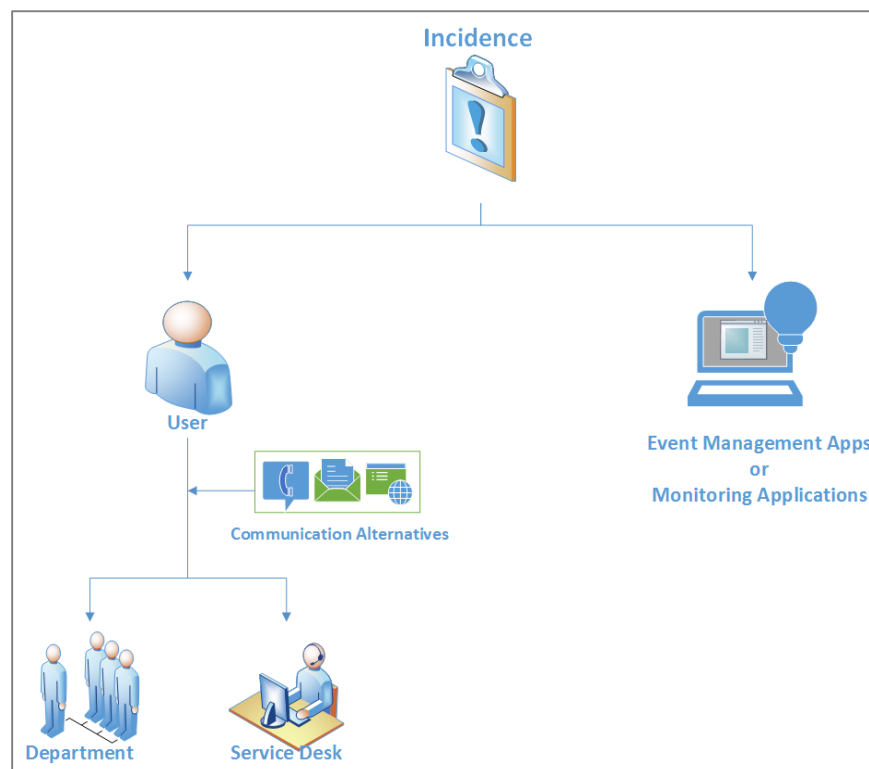 Incidence
User
Event Management Apps
or
Monitoring Applications
Communication Alternatives
Department
Service Desk